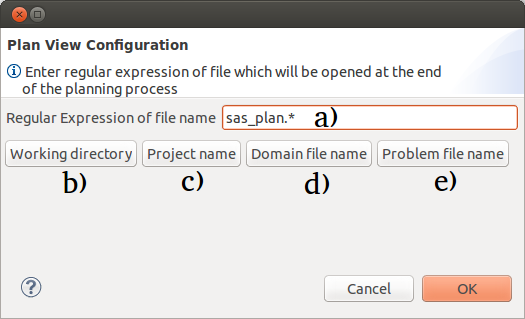 Plan View Configuration
Enter regular expression of file which will be opened at the end
of the planning process
Regular Expression of file name sas_plan.* a)
Working directory Project name Domain file name Problem file name
b) c) d) e)
? Cancel OK